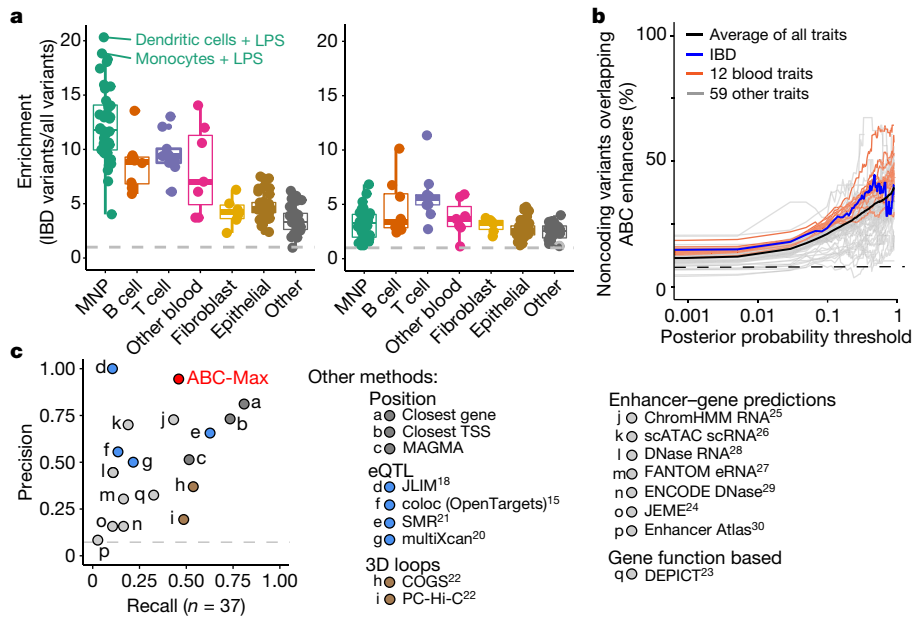 a
Enrichment
(IBD variants/all variants)
20
15
10
5
0
Dendritic cells + LPS
Monocytes + LPS
MNP
B cell
T cell
Other blood
Fibroblast
Epithelial
Other
20
15
10
5
0
MNP
B cell
T cell
Other blood
Fibroblast
Epithelial
Other
b
Noncoding variants overlapping
ABC enhancers (%)
100
50
0
Average of all traits
IBD
12 blood traits
59 other traits
0.001
0.01
0.1
1
Posterior probability threshold
c
Precision
1.00
0.75
0.50
0.25
0
d
ABC-Max
a
k
j
b
e
f
g
c
l
h
m
q
i
o
n
p
0
0.25
0.50
0.75
1.00
Recall (n = 37)
Other methods:
Position
a Closest gene
b Closest TSS
c MAGMA
eQTL
d JLIM18
f coloc (OpenTargets)15
e SMR21
g multiXcan20
3D loops
h COGS22
i PC-Hi-C22
Enhancer–gene predictions
j ChromHMM RNA25
k scATAC scRNA26
l DNase RNA28
m FANTOM eRNA27
n ENCODE DNase29
o JEME24
p Enhancer Atlas30
Gene function based
q DEPICT23